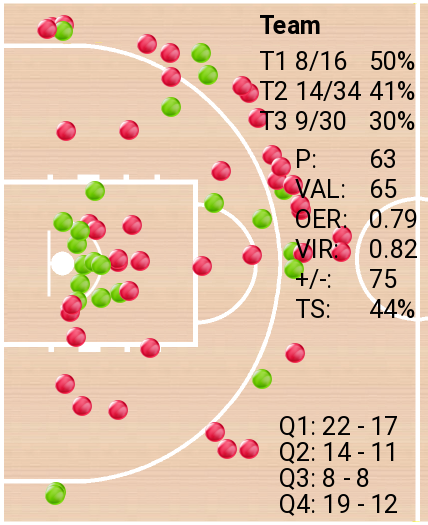 Team
T1 8/16 50%
T2 14/34 41%
T3 9/30 30%
P: 63
VAL: 65
OER: 0.79
VIR: 0.82
+/-: 75
TS: 44%
Q1: 22 - 17
Q2: 14 - 11
Q3: 8 - 8
Q4: 19 - 12